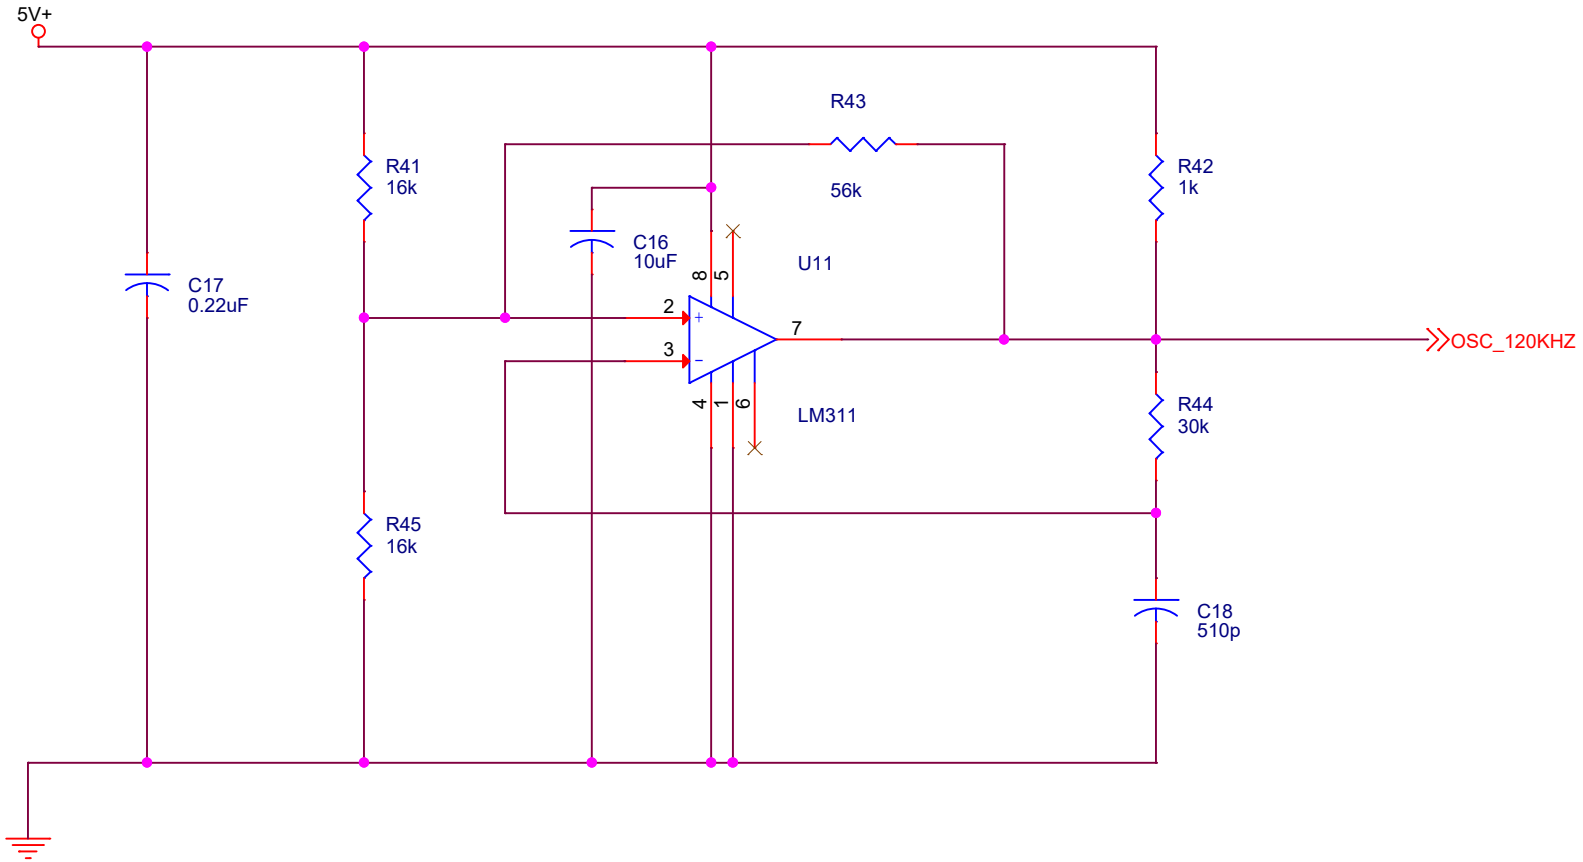 5V+
R43
56k
R41
16k
R42
1k
C16
10uF
8
5
U11
C17
0.22uF
2
+
7
3
-
OSC_120KHZ
4
1
6
LM311
R44
30k
R45
16k
C18
510p